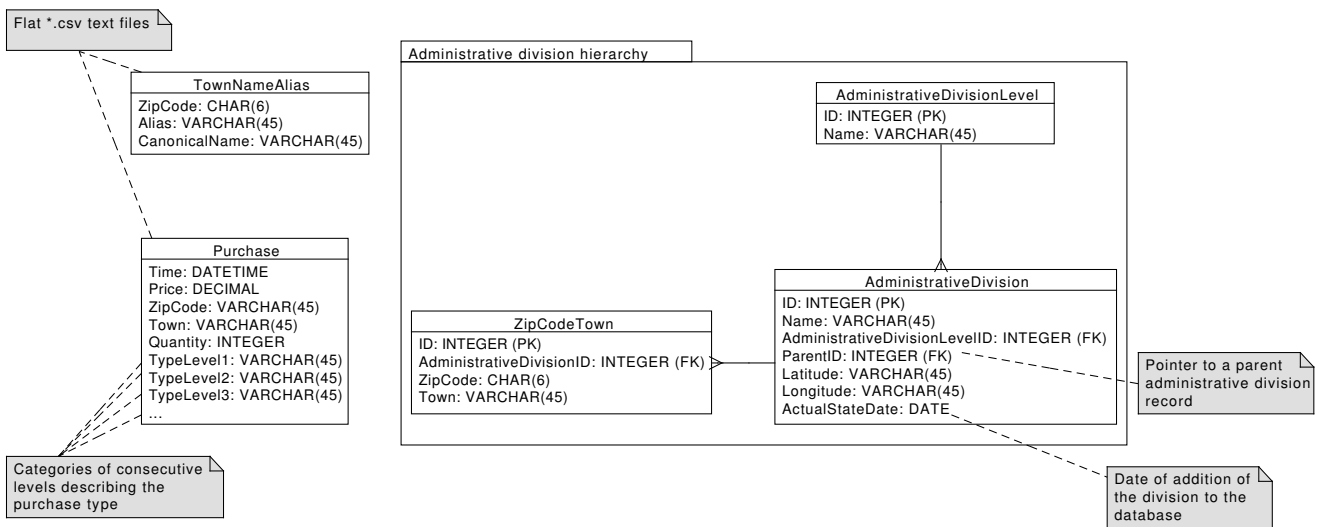 Flat *.csv text files
TownNameAlias
ZipCode: CHAR(6)
Alias: VARCHAR(45)
CanonicalName: VARCHAR(45)
Purchase
Time: DATETIME
Price: DECIMAL
ZipCode: VARCHAR(45)
Town: VARCHAR(45)
Quantity: INTEGER
TypeLevel1: VARCHAR(45)
TypeLevel2: VARCHAR(45)
TypeLevel3: VARCHAR(45)
...
Categories of consecutive
levels describing the
purchase type
Administrative division hierarchy
AdministrativeDivisionLevel
ID: INTEGER (PK)
Name: VARCHAR(45)
ZipCodeTown
ID: INTEGER (PK)
AdministrativeDivisionID: INTEGER (FK)
ZipCode: CHAR(6)
Town: VARCHAR(45)
AdministrativeDivision
ID: INTEGER (PK)
Name: VARCHAR(45)
AdministrativeDivisionLevelID: INTEGER (FK)
ParentID: INTEGER (FK)
Latitude: VARCHAR(45)
Longitude: VARCHAR(45)
ActualStateDate: DATE
Pointer to a parent
administrative division
record
Date of addition of
the division to the
database